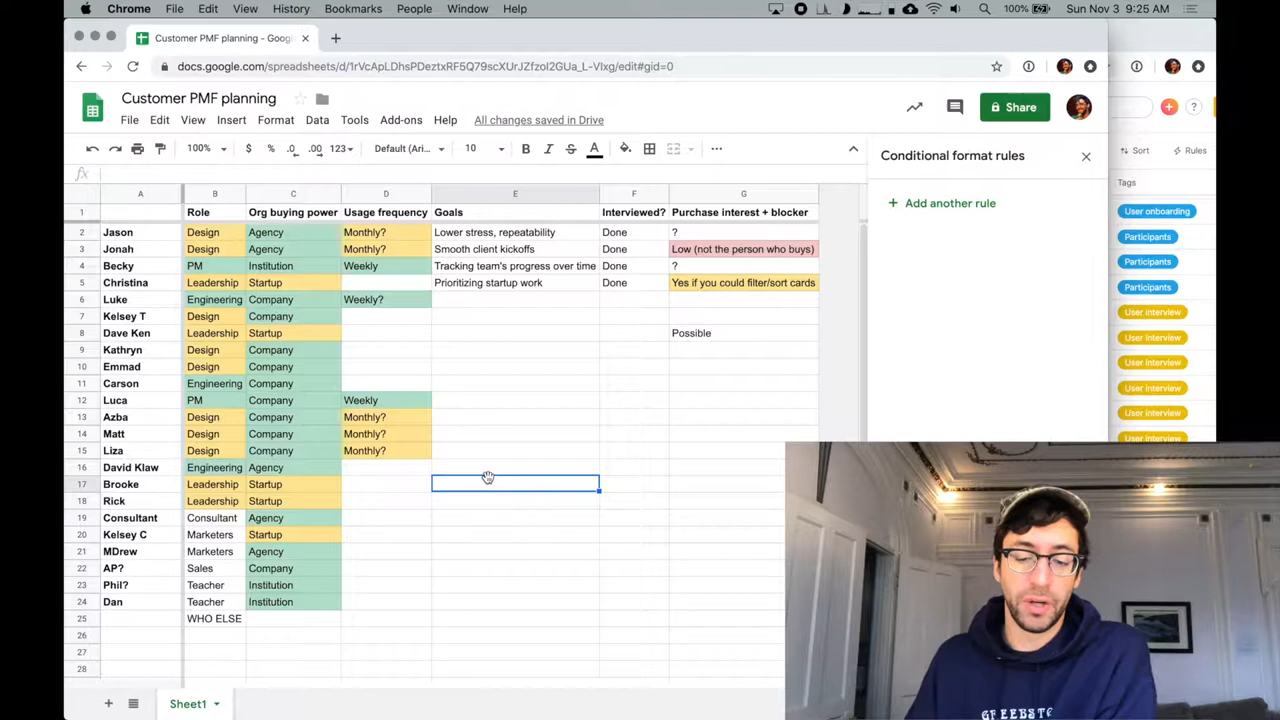 Chrome File Edit View History Bookmarks People Window Help 100% Sun Nov 3 9:25 AM
Customer PMF planning - Goog
docs.google.com/spreadsheets/d/
Customer PMF planning
File Edit View Insert Format Data Tools Add-ons Help All changes saved in Drive
Share
100% $ % .0 .00 123 Default (Ari... 10 B I S A
fx
Conditional format rules
Add another rule
A B C D E F G
1 Role Org buying power Usage frequency Goals Interviewed? Purchase interest + blocker
2 Jason Design Agency Monthly? Lower stress, repeatability Done ?
3 Jonah Design Agency Monthly? Smooth client kickoffs Done Low (not the person who buys)
4 Becky PM Institution Weekly Tracking team's progress over time Done ?
5 Christina Leadership Startup Prioritizing startup work Done Yes if you could filter/sort cards
6 Luke Engineering Company Weekly?
7 Kelsey T Design Company
8 Dave Ken Leadership Startup Possible
9 Kathryn Design Company
10 Emmad Design Company
11 Carson Engineering Company
12 Luca PM Company Weekly
13 Azba Design Company Monthly?
14 Matt Design Company Monthly?
15 Liza Design Company Monthly?
16 David Klaw Engineering Agency
17 Brooke Leadership Startup
18 Rick Leadership Startup
19 Consultant Consultant Agency
20 Kelsey C Marketers Startup
21 MDrew Marketers Agency
22 AP? Sales Company
23 Phil? Teacher Institution
24 Dan Teacher Institution
25 WHO ELSE
26
27
28
Sheet1
Sort Rules
Tags
User onboarding
Participants
Participants
Participants
User interview
User interview
User interview
User interview
User interview
User interview